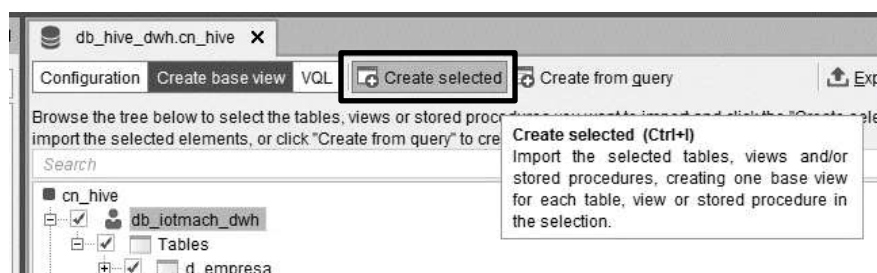 db_hive_dwh.cn_hive X
Configuration Create base view VQL Create selected Create from query Exp
Browse the tree below to select the tables, views or stored
import the selected elements, or click "Create from query" to cre
Search
Create selected (Ctrl+I)
Import the selected tables, views and/or
stored procedures, creating one base view
for each table, view or stored procedure in
the selection.
cn_hive
db_iotmach_dwh
Tables
d_empresa